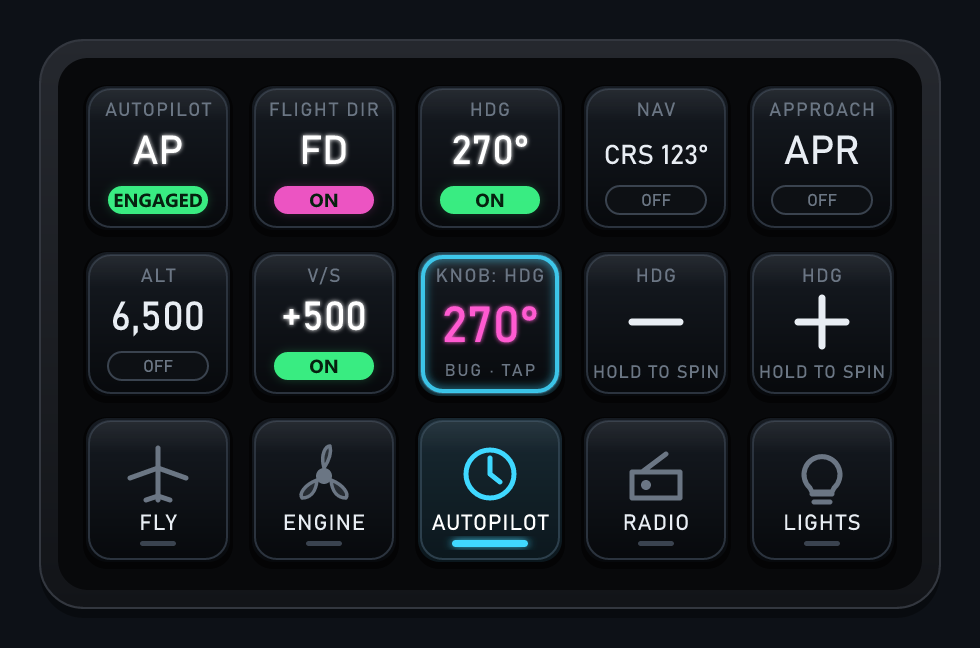 AUTOPILOT
AP
ENGAGED
FLIGHT DIR
FD
ON
HDG
270°
ON
NAV
CRS 123°
OFF
APPROACH
APR
OFF
ALT
6,500
OFF
V/S
+500
ON
KNOB: HDG
270°
BUG · TAP
HDG
−
HOLD TO SPIN
HDG
+
HOLD TO SPIN
FLY
ENGINE
AUTOPILOT
RADIO
LIGHTS